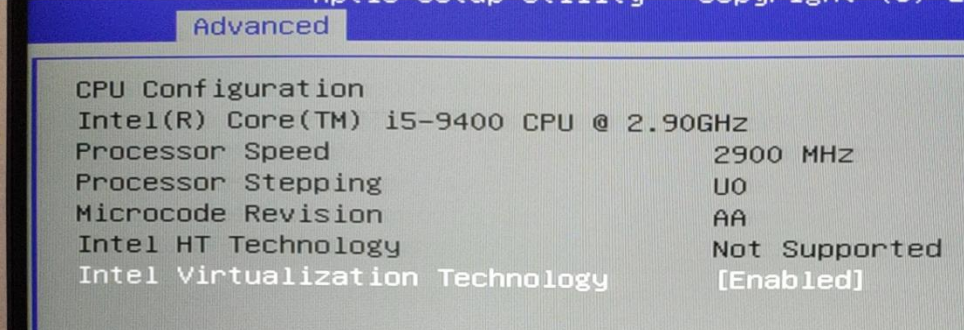 Advanced
CPU Configuration
Intel(R) Core(TM) i5-9400 CPU @ 2.90GHz
Processor Speed 2900 MHz
Processor Stepping U0
Microcode Revision AA
Intel HT Technology Not Supported
Intel Virtualization Technology [Enabled]